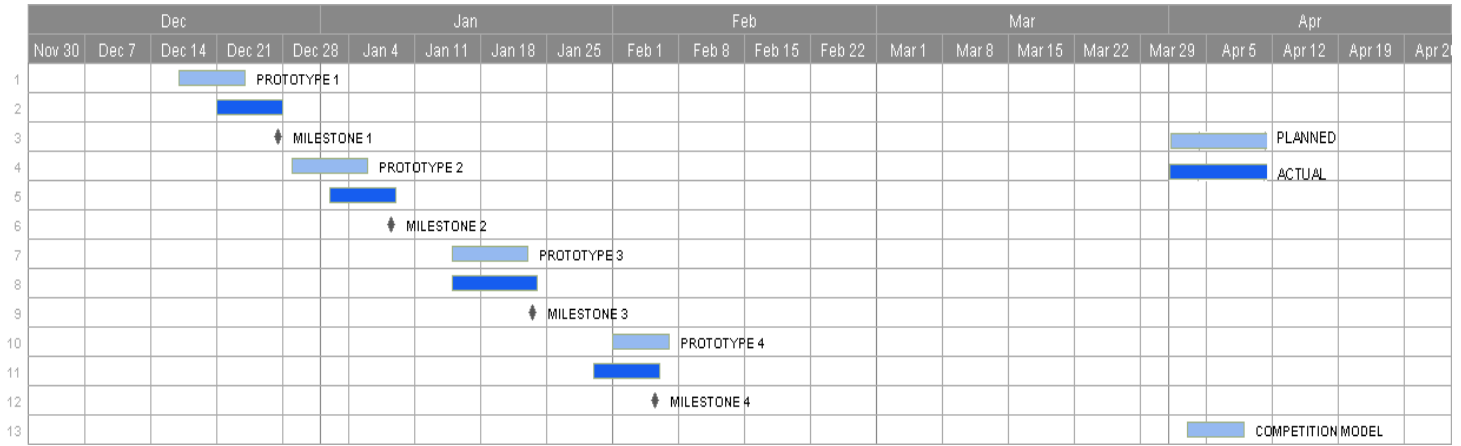 Dec Jan Feb Mar Apr
Nov 30 Dec 7 Dec 14 Dec 21 Dec 28 Jan 4 Jan 11 Jan 18 Jan 25 Feb 1 Feb 8 Feb 15 Feb 22 Mar 1 Mar 8 Mar 15 Mar 22 Mar 29 Apr 5 Apr 12 Apr 19 Apr
1 PROTOTYPE 1
2
3 MILESTONE 1 PLANNED
4 PROTOTYPE 2 ACTUAL
5
6 MILESTONE 2
7 PROTOTYPE 3
8
9 MILESTONE 3
10 PROTOTYPE 4
11
12 MILESTONE 4
13 COMPETITION MODEL